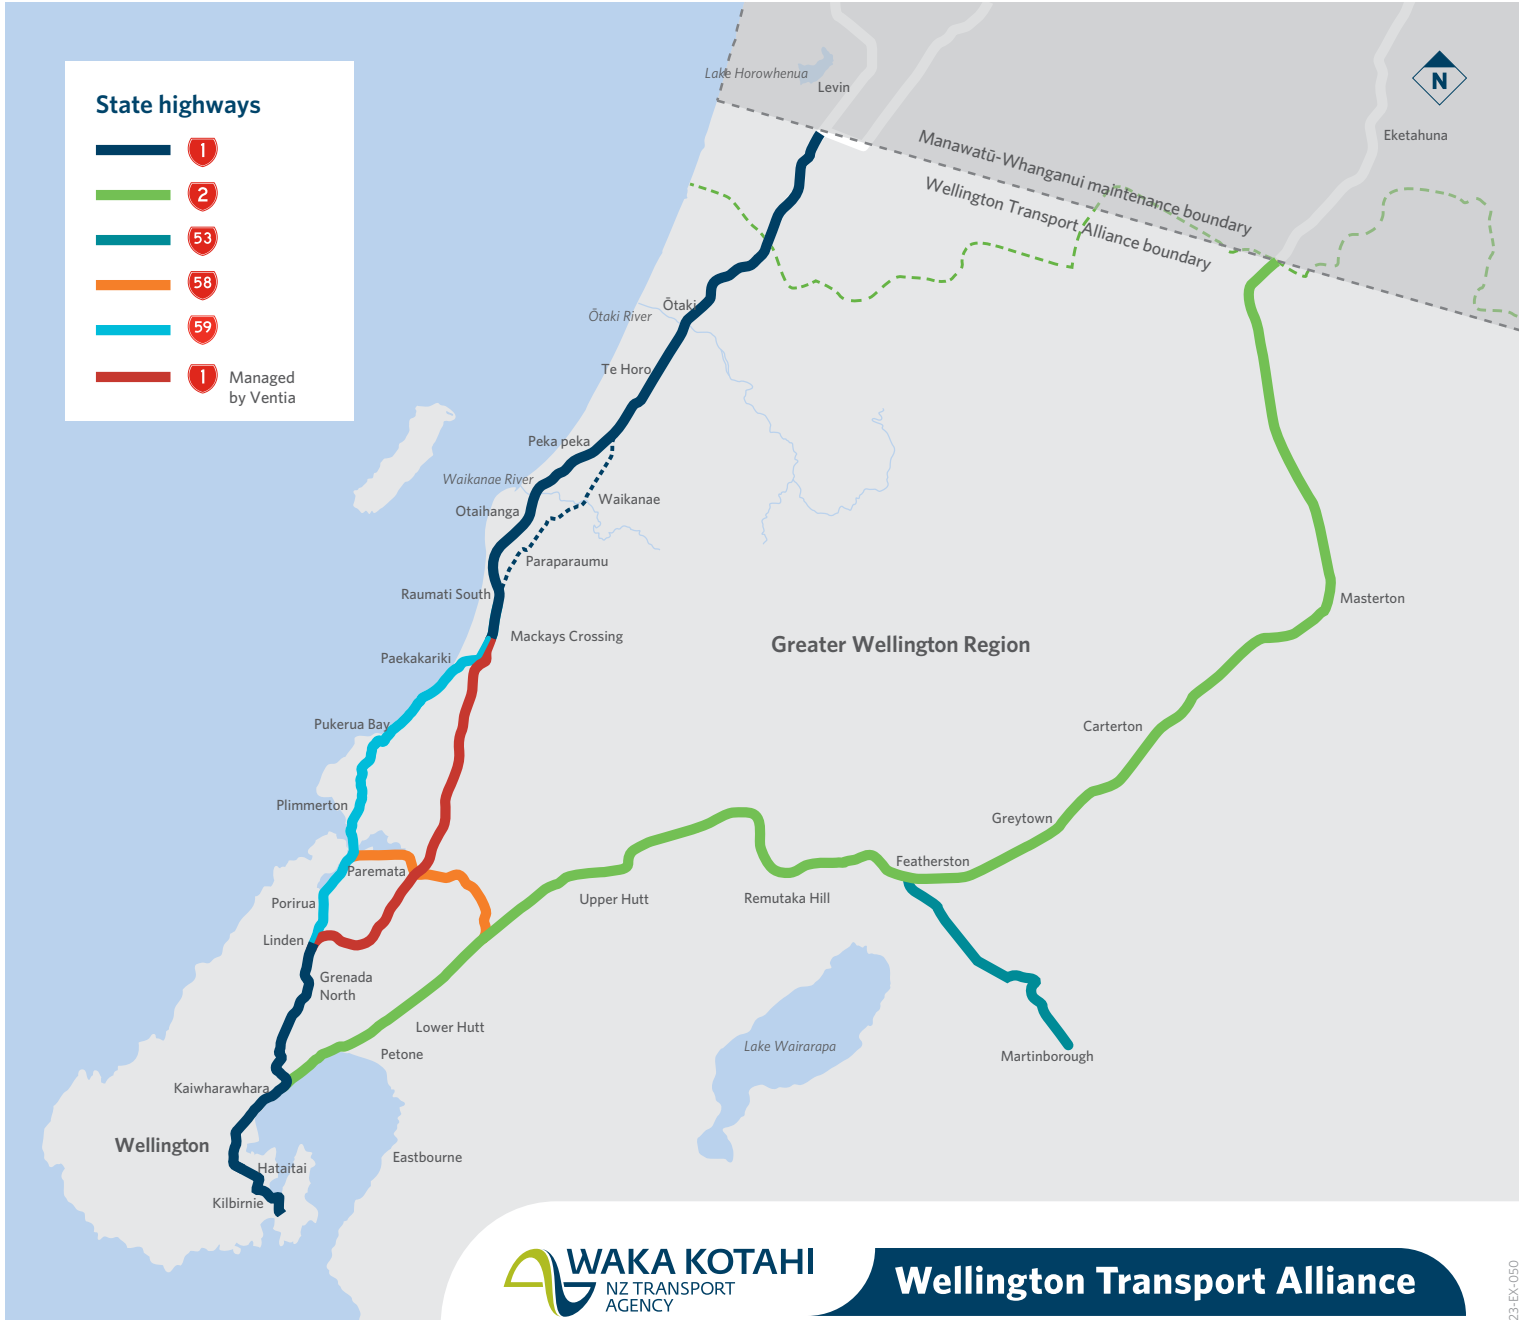 State highways
1
2
53
58
59
1
Managed
by Ventia
Lake Horowhenua
Levin
N
Eketahuna
Manawatū-Whanganui maintenance boundary
Wellington Transport Alliance boundary
Ōtaki
Ōtaki River
Te Horo
Peka peka
Waikanae River
Waikanae
Otaihanga
Paraparaumu
Raumati South
Masterton
Mackays Crossing
Greater Wellington Region
Paekakariki
Pukerua Bay
Carterton
Plimmerton
Greytown
Paremata
Featherston
Porirua
Upper Hutt
Remutaka Hill
Linden
Grenada
North
Lower Hutt
Petone
Lake Wairarapa
Martinborough
Kaiwharawhara
Wellington
Eastbourne
Hataitai
Kilbirnie
WAKA KOTAHI
NZ TRANSPORT
AGENCY
Wellington Transport Alliance
23-EX-050